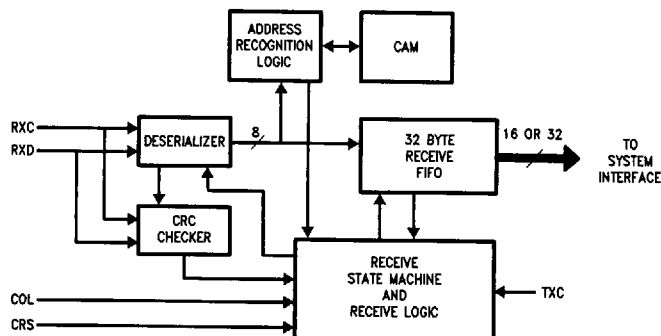 ADDRESS
RECOGNITION
LOGIC
CAM
RXC
RXD
DESERIALIZER
8
32 BYTE
RECEIVE
FIFO
16 OR 32
TO
SYSTEM
INTERFACE
CRC
CHECKER
RECEIVE
STATE MACHINE
AND
RECEIVE LOGIC
TXC
COL
CRS